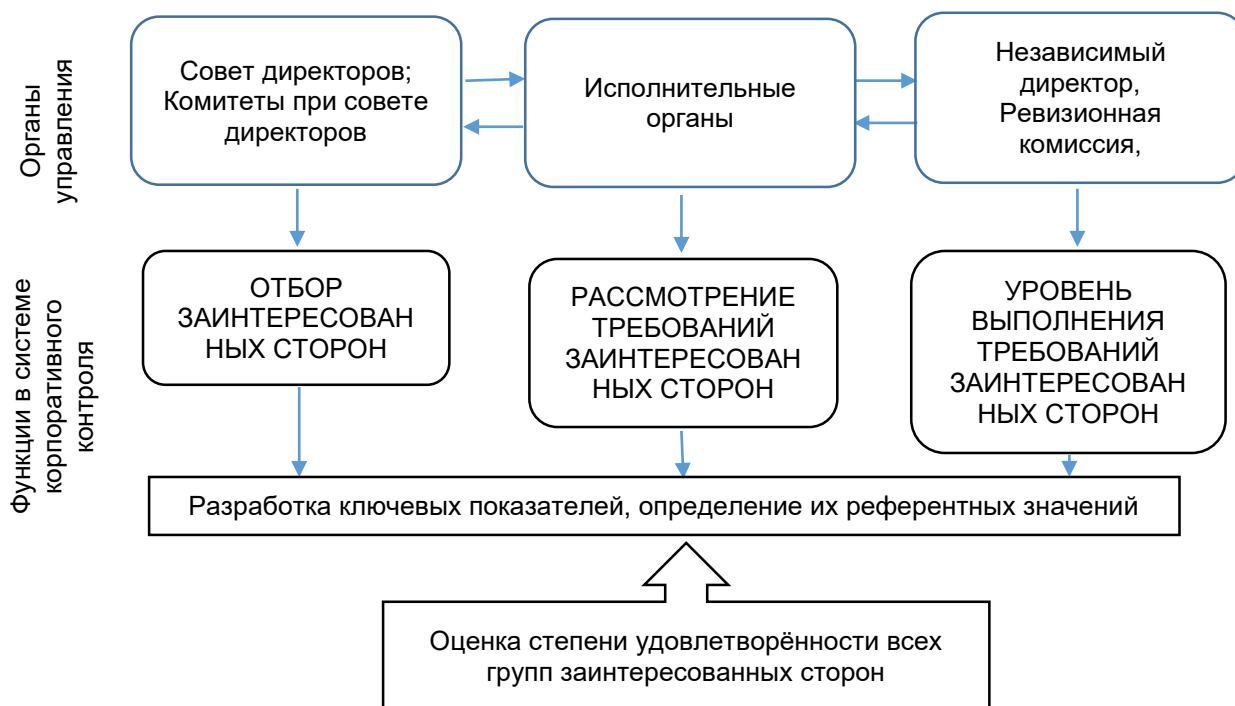 Органы
управления
Совет директоров;
Комитеты при совете
директоров
Исполнительные
органы
Независимый
директор,
Ревизионная
комиссия,
Функции в системе
корпоративного
контроля
ОТБОР
ЗАИНТЕРЕСОВАН
НЫХ СТОРОН
РАССМОТРЕНИЕ
ТРЕБОВАНИЙ
ЗАИНТЕРЕСОВАН
НЫХ СТОРОН
УРОВЕНЬ
ВЫПОЛНЕНИЯ
ТРЕБОВАНИЙ
ЗАИНТЕРЕСОВАН
НЫХ СТОРОН
Разработка ключевых показателей, определение их референтных значений
Оценка степени удовлетворённости всех
групп заинтересованных сторон